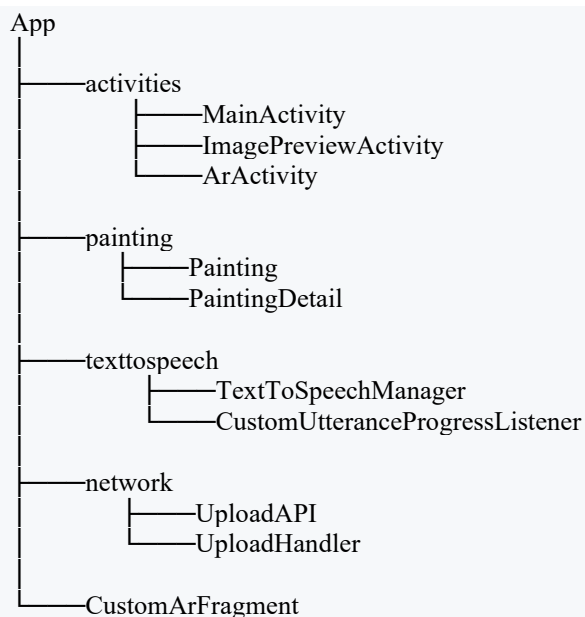 App
activities
MainActivity
ImagePreviewActivity
ArActivity
painting
Painting
PaintingDetail
texttospeech
TextToSpeechManager
CustomUtteranceProgressListener
network
UploadAPI
UploadHandler
CustomArFragment